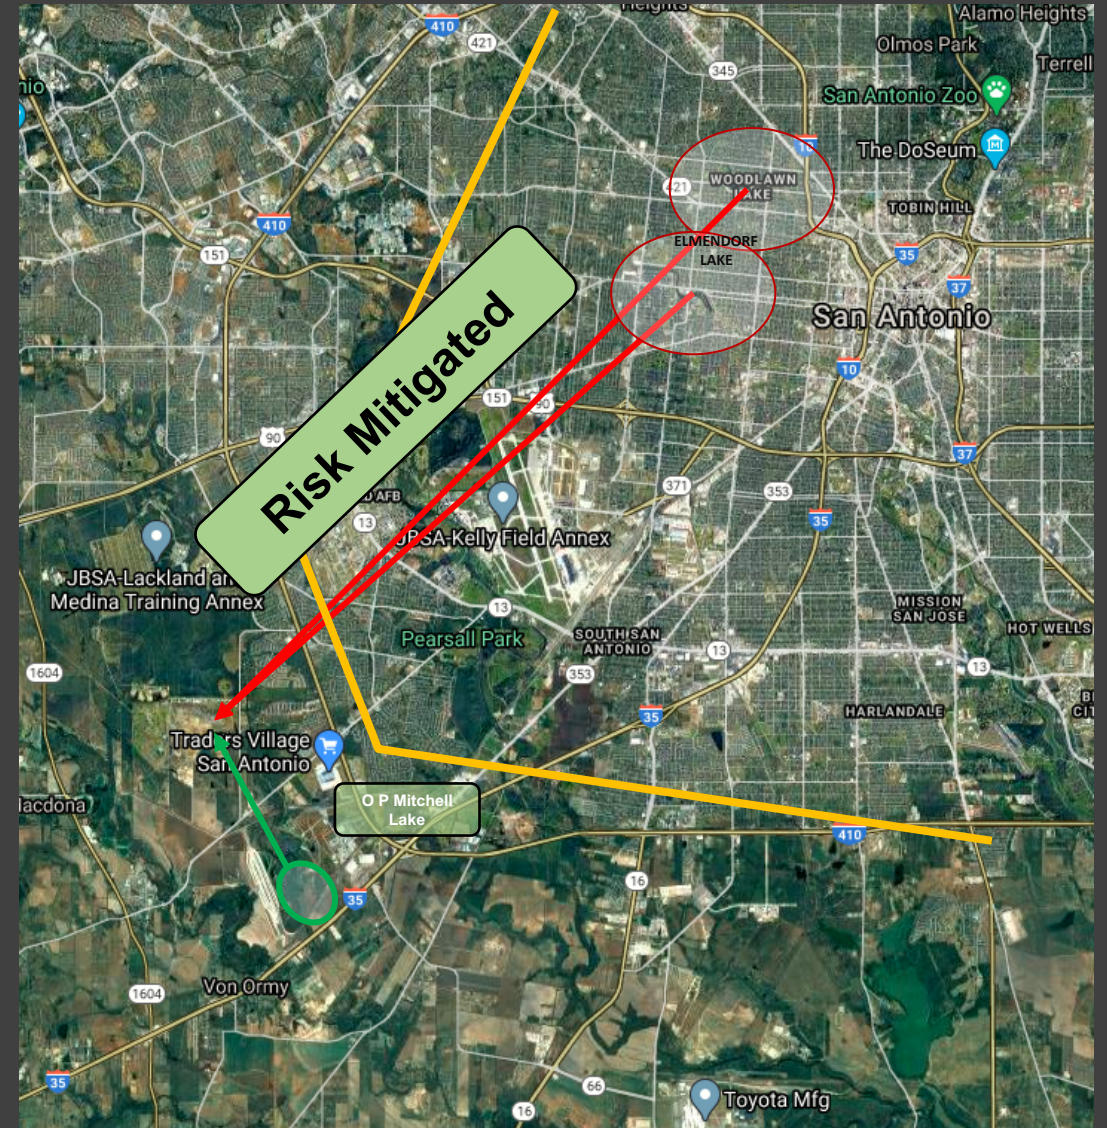 Heights
410
421
Alamo Heights
Olmos Park
Terrell
345
San Antonio Zoo
nio
The DoSeum
10
WOODLAWN
LAKE
421
TOBIN HILL
410
151
ELMENDORF
LAKE
35
37
San Antonio
10
Risk Mitigated
151
90
90
37
371
353
D AFB
13
35
JBSA-Kelly Field Annex
JBSA-Lackland an
Medina Training Annex
13
MISSION
SAN JOSE
HOT WELLS
Pearsall Park
SOUTH SAN
ANTONIO
13
13
1604
353
35
HARLANDALE
Traders Village
San Antonio
O P Mitchell
Lake
lacdona
410
16
35
Von Ormy
1604
35
66
16
Toyota Mfg